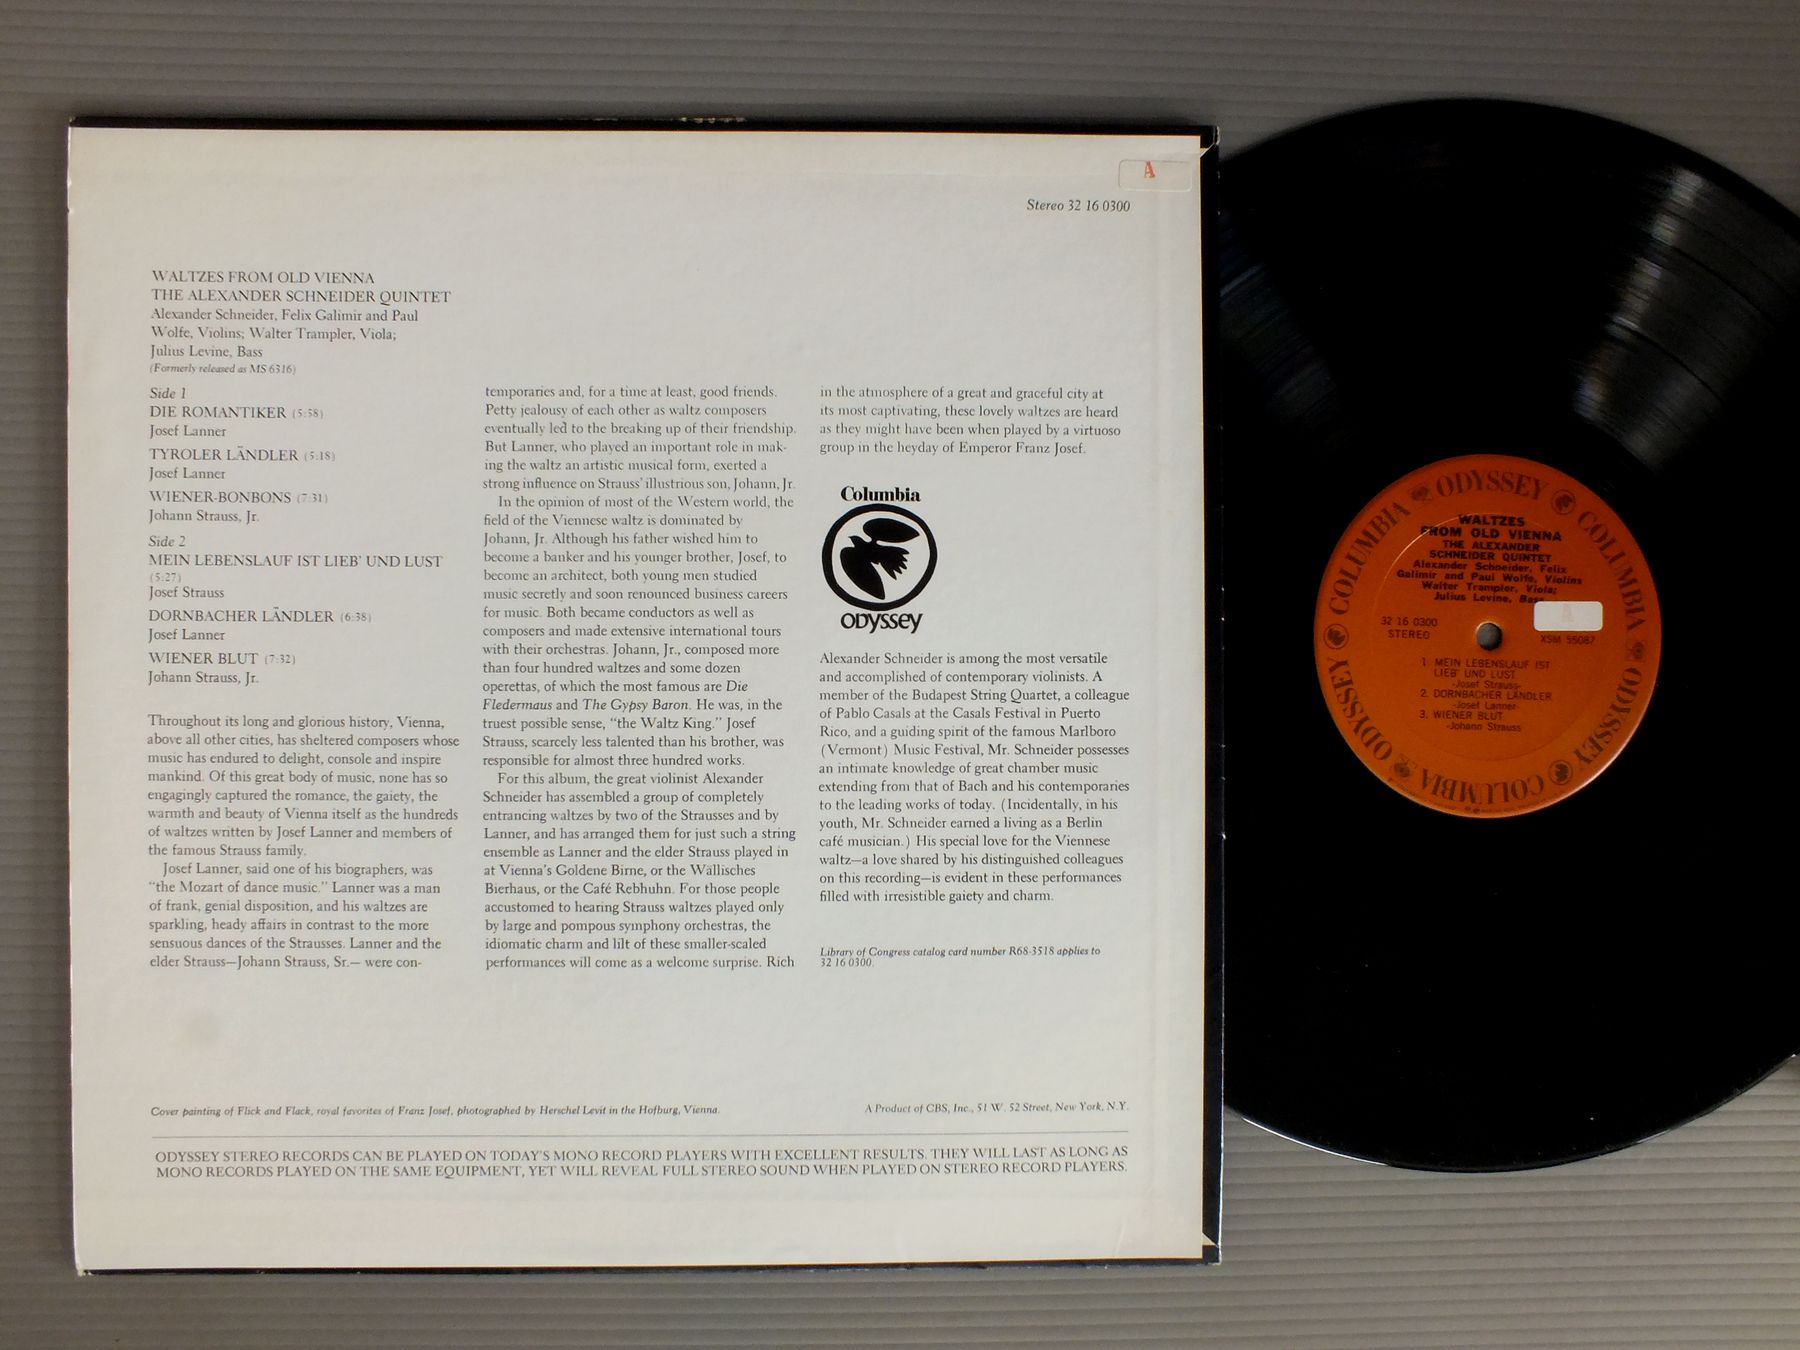 A
Stereo 32 16 0300
WALTZES FROM OLD VIENNA
THE ALEXANDER SCHNEIDER QUINTET
Alexander Schneider, Felix Galimir and Paul
Wolfe, Violins; Walter Trampler, Viola;
Julius Levine, Bass
(Formerly released as MS 6316)
Side 1
DIE ROMANTIKER (5:58)
Josef Lanner
TYROLER LÄNDLER (5:18)
Josef Lanner
WIENER-BONBONS (7:31)
Johann Strauss, Jr.
Side 2
MEIN LEBENSLAUF IST LIEB' UND LUST
(5:27)
Josef Strauss
DORNBACHER LÄNDLER (6:38)
Josef Lanner
WIENER BLUT (7:32)
Johann Strauss, Jr.
Throughout its long and glorious history, Vienna,
above all other cities, has sheltered composers whose
music has endured to delight, console and inspire
mankind. Of this great body of music, none has so
engagingly captured the romance, the gaiety, the
warmth and beauty of Vienna itself as the hundreds
of waltzes written by Josef Lanner and members of
the famous Strauss family.
Josef Lanner, said one of his biographers, was
"the Mozart of dance music." Lanner was a man
of frank, genial disposition, and his waltzes are
sparkling, heady affairs in contrast to the more
sensuous dances of the Strausses. Lanner and the
elder Strauss—Johann Strauss, Sr.— were con-
temporaries and, for a time at least, good friends.
Petty jealousy of each other as waltz composers
eventually led to the breaking up of their friendship.
But Lanner, who played an important role in mak-
ing the waltz an artistic musical form, exerted a
strong influence on Strauss' illustrious son, Johann, Jr.
In the opinion of most of the Western world, the
field of the Viennese waltz is dominated by
Johann, Jr. Although his father wished him to
become a banker and his younger brother, Josef, to
become an architect, both young men studied
music secretly and soon renounced business careers
for music. Both became conductors as well as
composers and made extensive international tours
with their orchestras. Johann, Jr., composed more
than four hundred waltzes and some dozen
operettas, of which the most famous are Die
Fledermaus and The Gypsy Baron. He was, in the
truest possible sense, "the Waltz King." Josef
Strauss, scarcely less talented than his brother, was
responsible for almost three hundred works.
For this album, the great violinist Alexander
Schneider has assembled a group of completely
entrancing waltzes by two of the Strausses and by
Lanner, and has arranged them for just such a string
ensemble as Lanner and the elder Strauss played in
at Vienna's Goldene Birne, or the Wällisches
Bierhaus, or the Café Rebhuhn. For those people
accustomed to hearing Strauss waltzes played only
by large and pompous symphony orchestras, the
idiomatic charm and lilt of these smaller-scaled
performances will come as a welcome surprise. Rich
in the atmosphere of a great and graceful city at
its most captivating, these lovely waltzes are heard
as they might have been when played by a virtuoso
group in the heyday of Emperor Franz Josef.
Columbia
ODYSSEY
Alexander Schneider is among the most versatile
and accomplished of contemporary violinists. A
member of the Budapest String Quartet, a colleague
of Pablo Casals at the Casals Festival in Puerto
Rico, and a guiding spirit of the famous Marlboro
(Vermont) Music Festival, Mr. Schneider possesses
an intimate knowledge of great chamber music
extending from that of Bach and his contemporaries
to the leading works of today. (Incidentally, in his
youth, Mr. Schneider earned a living as a Berlin
café musician.) His special love for the Viennese
waltz—a love shared by his distinguished colleagues
on this recording—is evident in these performances
filled with irresistible gaiety and charm.
Library of Congress catalog card number R68-3518 applies to
32 16 0300.
Cover painting of Flick and Flack, royal favorites of Franz Josef, photographed by Herschel Levit in the Hofburg, Vienna.
A Product of CBS, Inc., 51 W. 52 Street, New York, N.Y.
ODYSSEY STEREO RECORDS CAN BE PLAYED ON TODAY'S MONO RECORD PLAYERS WITH EXCELLENT RESULTS. THEY WILL LAST AS LONG AS
MONO RECORDS PLAYED ON THE SAME EQUIPMENT, YET WILL REVEAL FULL STEREO SOUND WHEN PLAYED ON STEREO RECORD PLAYERS.
ODYSSEY COLUMBIA ODYSSEY COLUMBIA ODYSSEY COLUMBIA
WALTZES
FROM OLD VIENNA
THE ALEXANDER
SCHNEIDER QUINTET
Alexander Schneider, Felix
Galimir and Paul Wolfe, Violins
Walter Trampler, Viola;
Julius Levine, Bass
A
32 16 0300
STEREO
XSM 55087
1. MEIN LEBENSLAUF IST
LIEB' UND LUST
-Josef Strauss-
2. DORNBACHER LÄNDLER
-Josef Lanner-
3. WIENER BLUT
-Johann Strauss